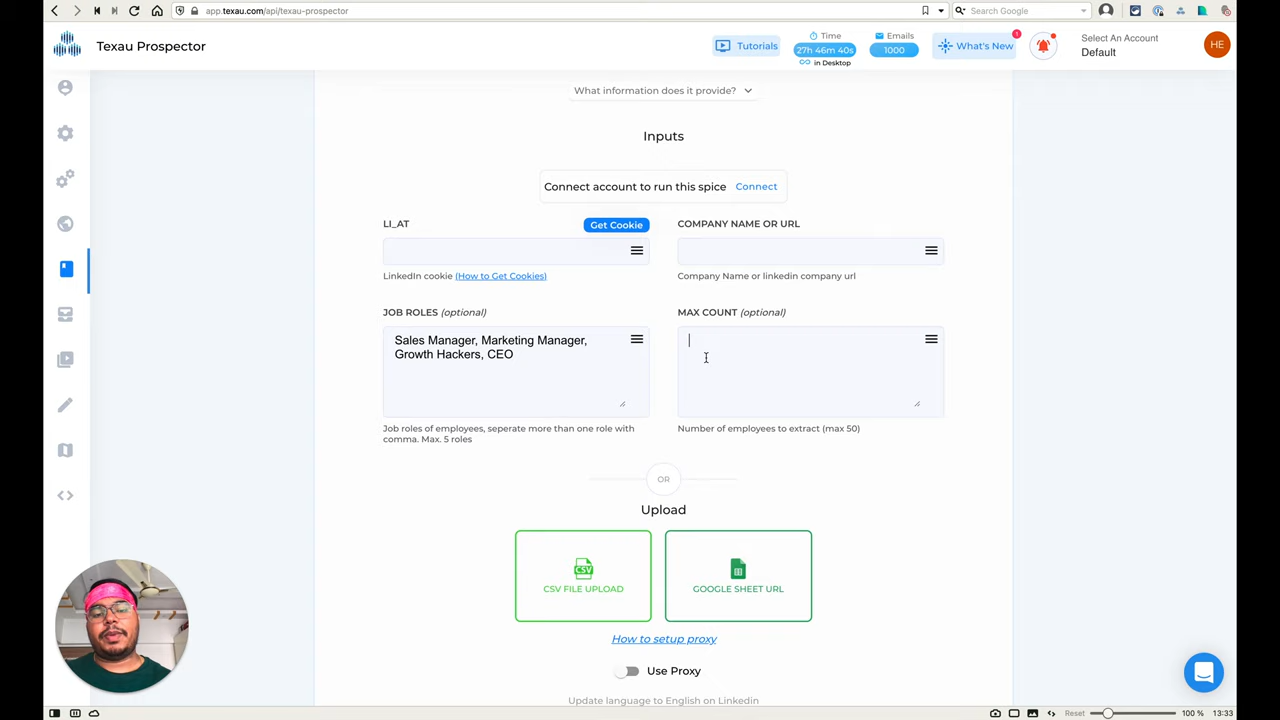 app.texau.com/api/texau-prospector
Search Google
Texau Prospector
Tutorials
Time
27h 46m 40s
in Desktop
Emails
1000
What's New
1
Select An Account
Default
HE
What information does it provide?
Inputs
Connect account to run this spice Connect
LI_AT
Get Cookie
COMPANY NAME OR URL
LinkedIn cookie (How to Get Cookies)
Company Name or linkedin company url
JOB ROLES (optional)
MAX COUNT (optional)
Sales Manager, Marketing Manager,
Growth Hackers, CEO
Job roles of employees, seperate more than one role with
comma. Max. 5 roles
Number of employees to extract (max 50)
OR
Upload
CSV
CSV FILE UPLOAD
GOOGLE SHEET URL
How to setup proxy
Use Proxy
Update language to English on Linkedin
Reset
100 %
13:33